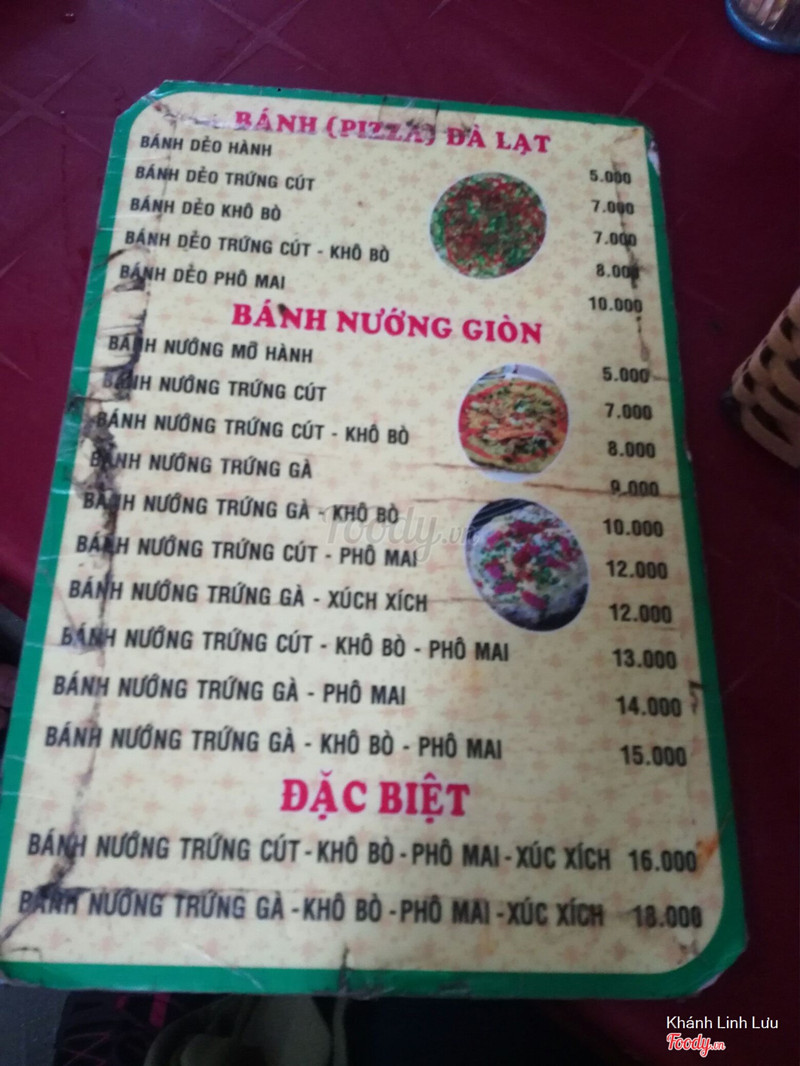 BÁNH (PIZZA) ĐÀ LẠT
BÁNH DẺO HÀNH 5.000
BÁNH DẺO TRỨNG CÚT 7.000
BÁNH DẺO KHÔ BÒ 7.000
BÁNH DẺO TRỨNG CÚT - KHÔ BÒ 8.000
BÁNH DẺO PHÔ MAI 10.000
BÁNH NƯỚNG GIÒN
BÁNH NƯỚNG MỠ HÀNH 5.000
BÁNH NƯỚNG TRỨNG CÚT 7.000
BÁNH NƯỚNG TRỨNG CÚT - KHÔ BÒ 8.000
BÁNH NƯỚNG TRỨNG GÀ 9.000
BÁNH NƯỚNG TRỨNG GÀ - KHÔ BÒ 10.000
BÁNH NƯỚNG TRỨNG CÚT - PHÔ MAI 12.000
BÁNH NƯỚNG TRỨNG GÀ - XÚCH XÍCH 12.000
BÁNH NƯỚNG TRỨNG CÚT - KHÔ BÒ - PHÔ MAI 13.000
BÁNH NƯỚNG TRỨNG GÀ - PHÔ MAI 14.000
BÁNH NƯỚNG TRỨNG GÀ - KHÔ BÒ - PHÔ MAI 15.000
ĐẶC BIỆT
BÁNH NƯỚNG TRỨNG CÚT - KHÔ BÒ - PHÔ MAI - XÚC XÍCH 16.000
BÁNH NƯỚNG TRỨNG GÀ - KHÔ BÒ - PHÔ MAI - XÚC XÍCH 18.000
Foody.vn
Khánh Linh Lưu
Foody.vn